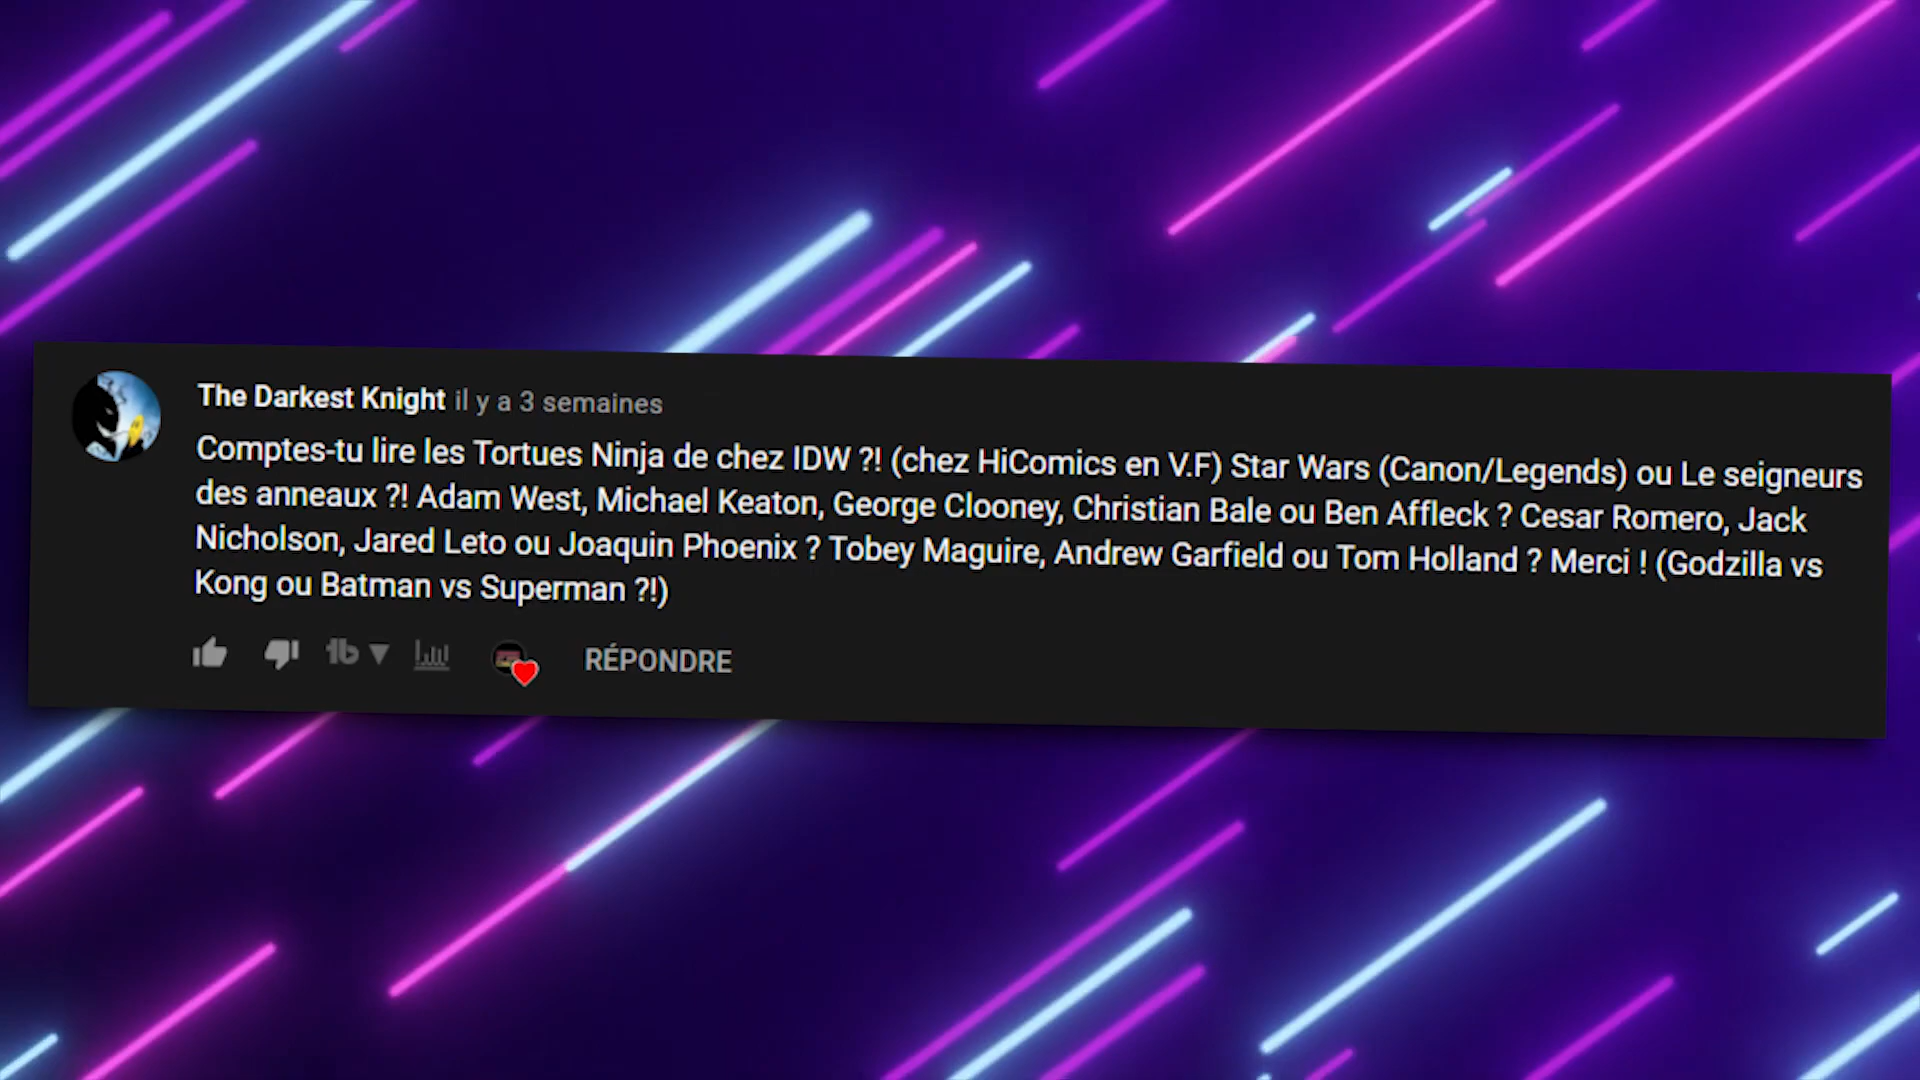 The Darkest Knight il y a 3 semaines
Comptes-tu lire les Tortues Ninja de chez IDW ?! (chez HiComics en V.F) Star Wars (Canon/Legends) ou Le seigneurs
des anneaux ?! Adam West, Michael Keaton, George Clooney, Christian Bale ou Ben Affleck ? Cesar Romero, Jack
Nicholson, Jared Leto ou Joaquin Phoenix ? Tobey Maguire, Andrew Garfield ou Tom Holland ? Merci ! (Godzilla vs
Kong ou Batman vs Superman ?!)
tb RÉPONDRE